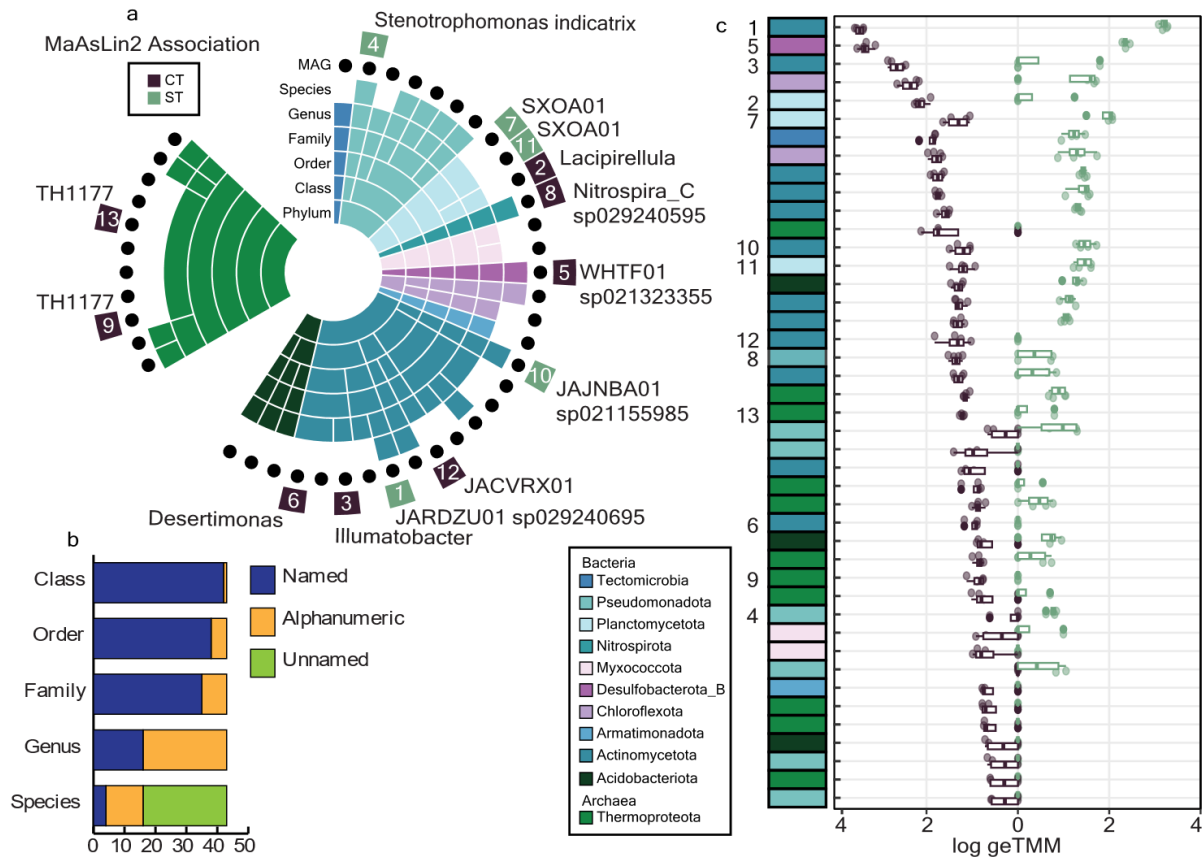 a
Stenotrophomonas indicatrix
MaAsLin2 Association
CT
ST
MAG
Species
Genus
Family
Order
Class
Phylum
4
SXOA01
7
SXOA01
11
Lacipirellula
2
Nitrospira_C
sp029240595
8
WHTF01
sp021323355
5
JAJNBA01
sp021155985
10
JACVRX01
12
JARDZU01 sp029240695
1
Illumatobacter
3
Desertimonas
6
TH1177
9
TH1177
13
b
Class
Order
Family
Genus
Species
0 10 20 30 40 50
Named
Alphanumeric
Unnamed
Bacteria
Tectomicrobia
Pseudomonadota
Planctomycetota
Nitrospirota
Myxococcota
Desulfobacterota_B
Chloroflexota
Armatimonadota
Actinomycetota
Acidobacteriota
Archaea
Thermoproteota
c
1
5
3
2
7
10
11
12
8
13
6
9
4
4 2 0 2 4
log geTMM